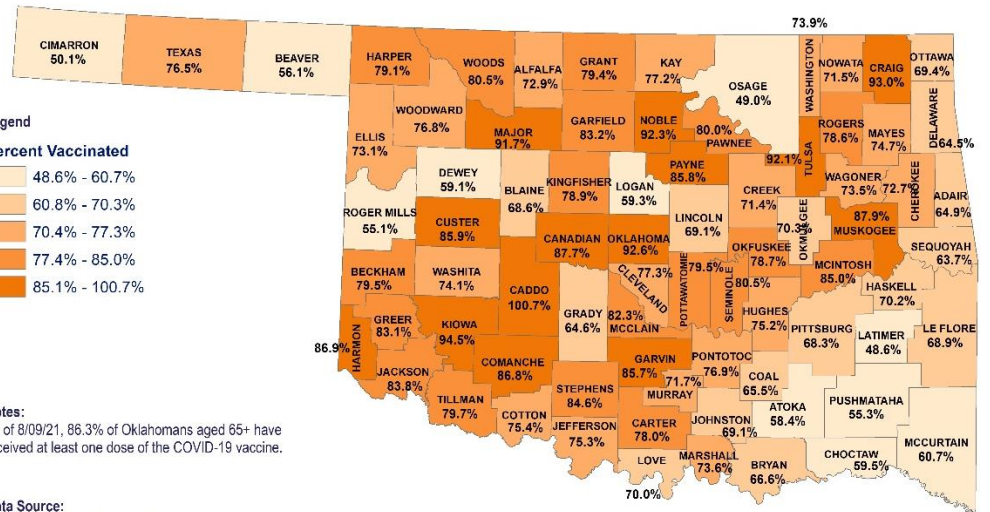 73.9%
CIMARRON
50.1%
TEXAS
76.5%
BEAVER
56.1%
HARPER
79.1%
WOODS
80.5%
ALFALFA
72.9%
GRANT
79.4%
KAY
77.2%
OSAGE
49.0%
WASHINGTON
NOWATA
71.5%
CRAIG
93.0%
OTTAWA
69.4%
WOODWARD
76.8%
ELLIS
73.1%
MAJOR
91.7%
GARFIELD
83.2%
NOBLE
92.3%
80.0%
PAWNEE
ROGERS
78.6%
MAYES
74.7%
DELAWARE
64.5%
egend
ercent Vaccinated
48.6% - 60.7%
60.8% - 70.3%
70.4% - 77.3%
77.4% - 85.0%
85.1% - 100.7%
DEWEY
59.1%
BLAINE
68.6%
KINGFISHER
78.9%
LOGAN
59.3%
PAYNE
85.8%
92.1%
TULSA
WAGONER
73.5%
72.7%
CHEROKEE
ADAIR
64.9%
CREEK
71.4%
ROGER MILLS
55.1%
CUSTER
85.9%
CANADIAN
87.7%
OKLAHOMA
92.6%
LINCOLN
69.1%
70.3%
OKMULGEE
87.9%
MUSKOGEE
SEQUOYAH
63.7%
OKFUSKEE
78.7%
MCINTOSH
85.0%
BECKHAM
79.5%
WASHITA
74.1%
CADDO
100.7%
GRADY
64.6%
77.3%
CLEVELAND
79.5%
POTTAWATOMIE
80.5%
SEMINOLE
HUGHES
75.2%
HASKELL
70.2%
PITTSBURG
68.3%
LATIMER
48.6%
LE FLORE
68.9%
GREER
83.1%
KIOWA
94.5%
82.3%
MCCLAIN
86.9%
HARMON
JACKSON
83.8%
COMANCHE
86.8%
GARVIN
85.7%
PONTOTOC
76.9%
71.7%
MURRAY
COAL
65.5%
TILLMAN
79.7%
COTTON
75.4%
STEPHENS
84.6%
JEFFERSON
75.3%
CARTER
78.0%
JOHNSTON
69.1%
ATOKA
58.4%
PUSHMATAHA
55.3%
MCCURTAIN
60.7%
LOVE
70.0%
MARSHALL
73.6%
BRYAN
66.6%
CHOCTAW
59.5%
otes:
of 8/09/21, 86.3% of Oklahomans aged 65+ have
ceived at least one dose of the COVID-19 vaccine.
ata Source: